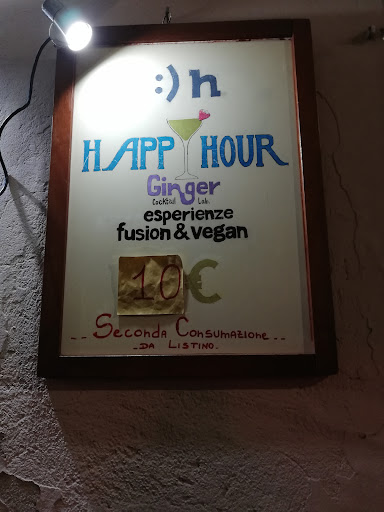 :) h
HAPPY HOUR
Ginger
Cocktail Lab.
esperienze
fusion & vegan
10 €
-- Seconda Consumazione --
- DA LISTINO.